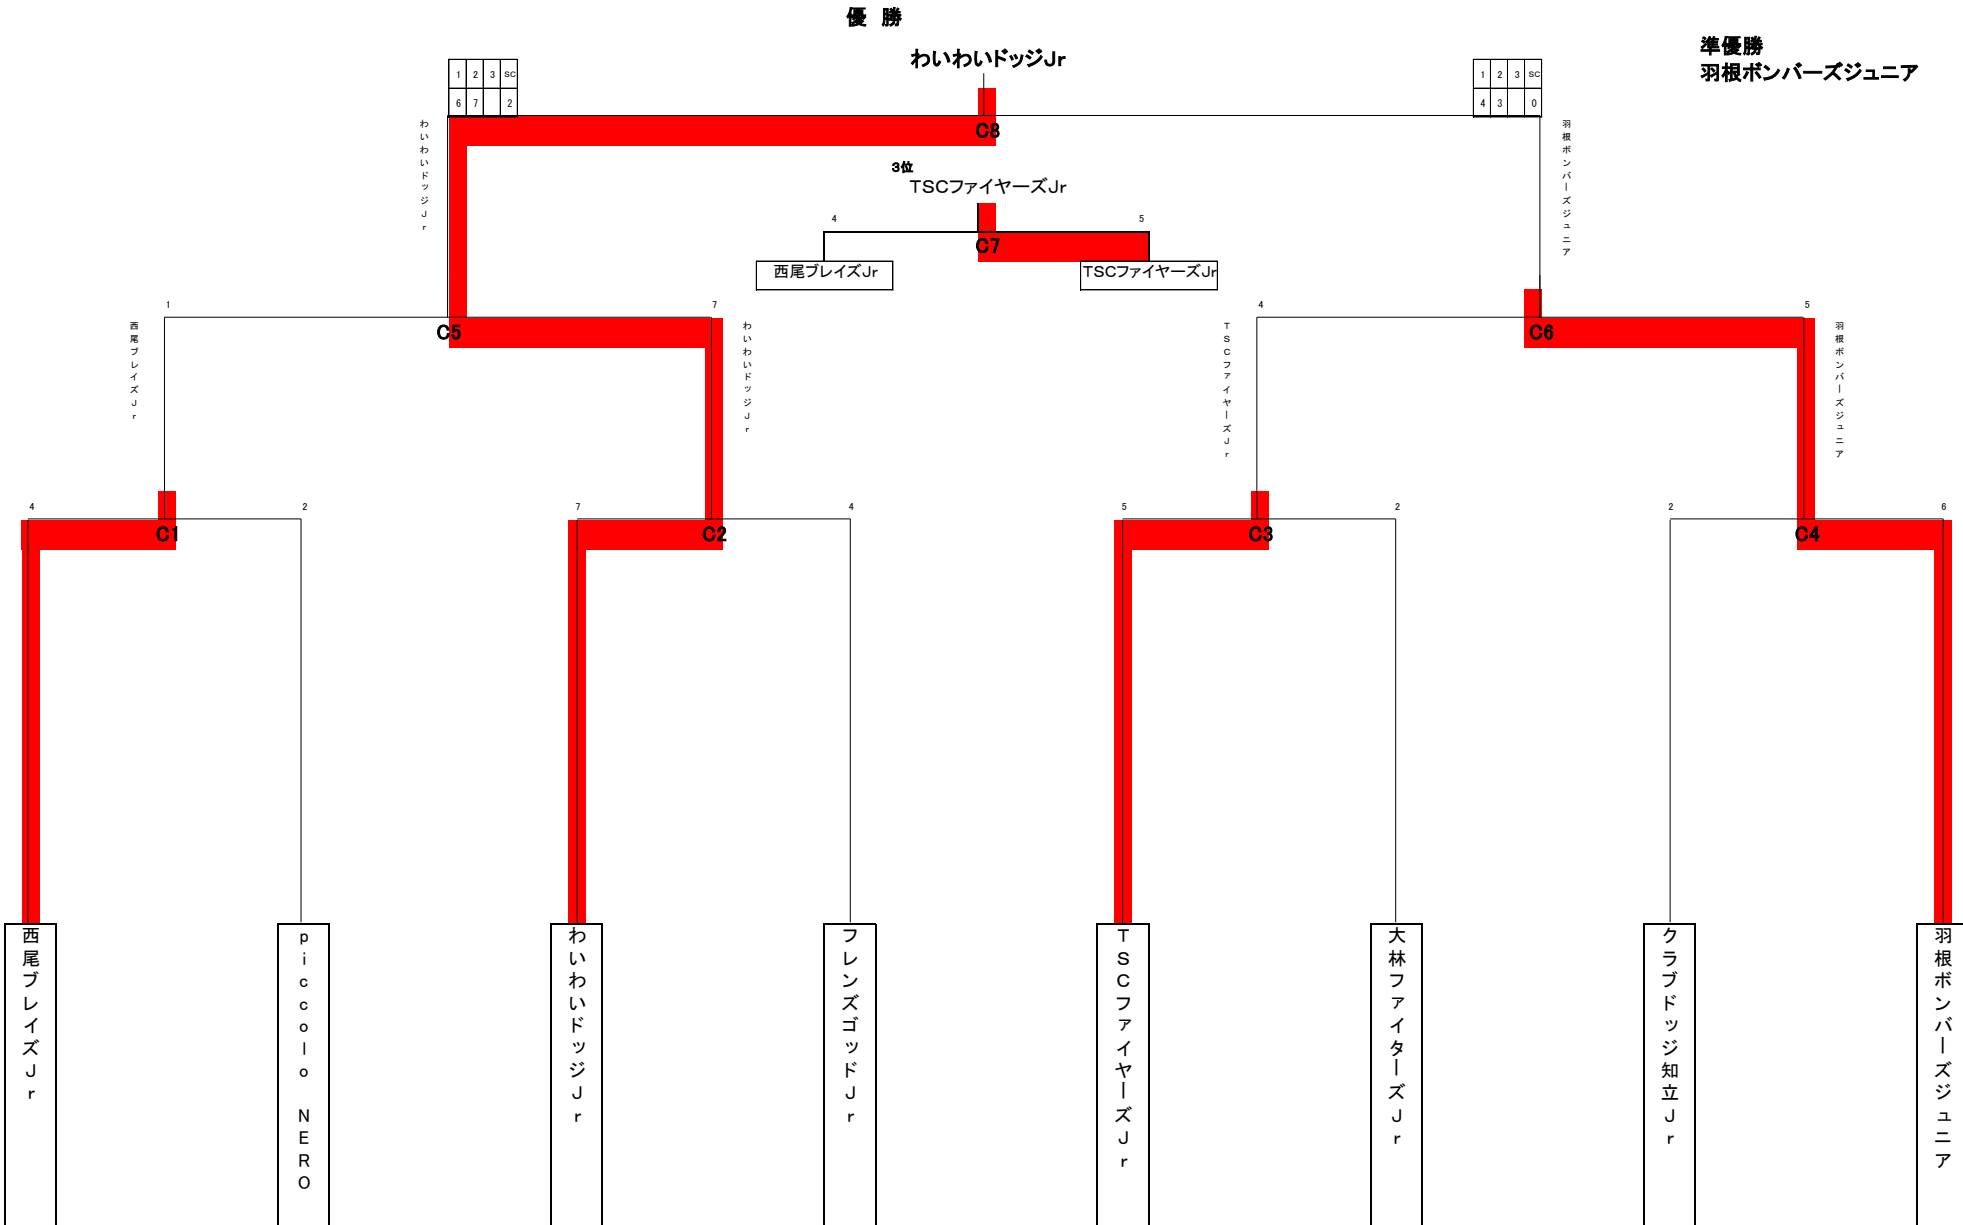 優 勝
わいわいドッジJr
準優勝
羽根ボンバーズジュニア
1 2 3 SC
6 7 2
1 2 3 SC
4 3 0
わいわいドッジJr
C8
羽根ボンバーズジュニア
3位
TSCファイヤーズJr
4 5
C7
西尾ブレイズJr
TSCファイヤーズJr
1 7
C5
西尾ブレイズJr
わいわいドッジJr
4 5
C6
TSCファイヤーズJr
羽根ボンバーズジュニア
4 2
C1
7 4
C2
5 2
C3
2 6
C4
西尾ブレイズJr
piccolo NERO
わいわいドッジJr
フレンズゴッドJr
TSCファイヤーズJr
大林ファイターズJr
クラブドッジ知立Jr
羽根ボンバーズジュニア